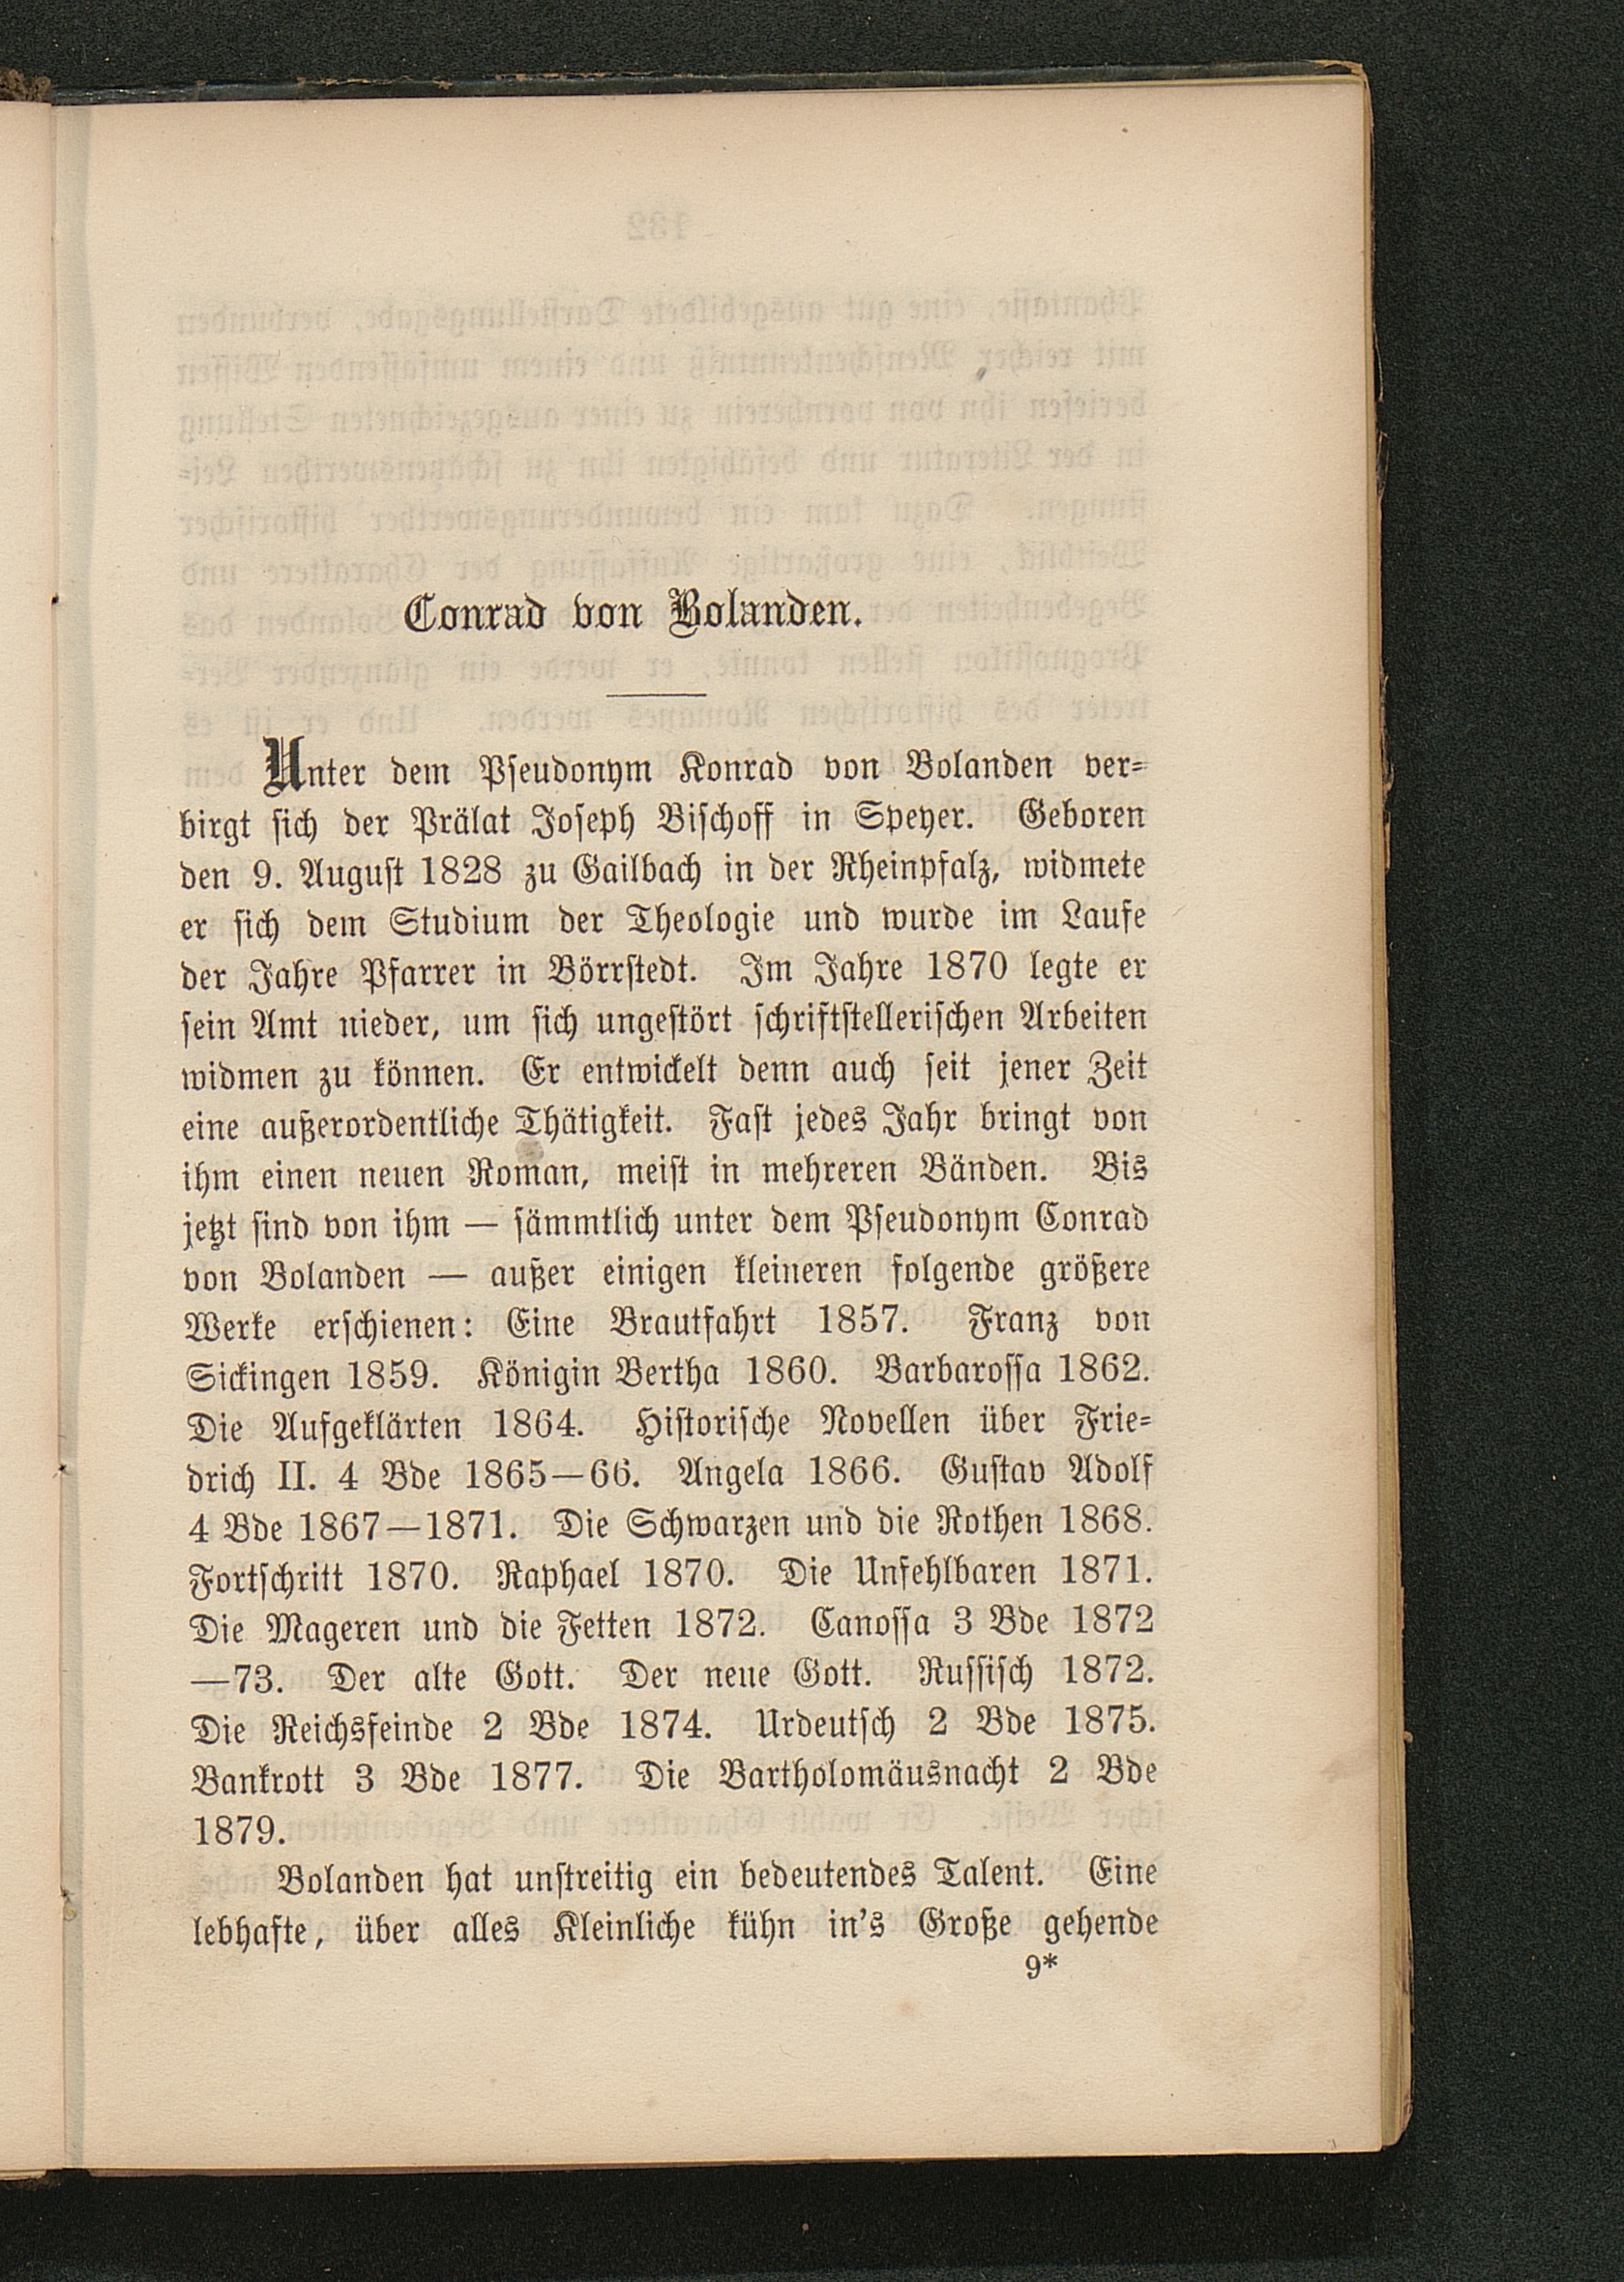 Conrad von Bolanden.
Unter dem Pseudonym Konrad von Bolanden ver-
birgt sich der Prälat Joseph Bischoff in Speyer. Geboren
den 9. August 1828 zu Gailbach in der Rheinpfalz, widmete
er sich dem Studium der Theologie und wurde im Laufe
der Jahre Pfarrer in Börrstedt. Im Jahre 1870 legte er
sein Amt nieder, um sich ungestört schriftstellerischen Arbeiten
widmen zu können. Er entwickelt denn auch seit jener Zeit
eine außerordentliche Thätigkeit. Fast jedes Jahr bringt von
ihm einen neuen Roman, meist in mehreren Bänden. Bis
jetzt sind von ihm — sämmtlich unter dem Pseudonym Conrad
von Bolanden — außer einigen kleineren folgende größere
Werke erschienen: Eine Brautfahrt 1857. Franz von
Sickingen 1859. Königin Bertha 1860. Barbarossa 1862.
Die Aufgeklärten 1864. Historische Novellen über Frie-
drich II. 4 Bde 1865—66. Angela 1866. Gustav Adolf
4 Bde 1867—1871. Die Schwarzen und die Rothen 1868.
Fortschritt 1870. Raphael 1870. Die Unfehlbaren 1871.
Die Mageren und die Fetten 1872. Canossa 3 Bde 1872
—73. Der alte Gott. Der neue Gott. Russisch 1872.
Die Reichsfeinde 2 Bde 1874. Urdeutsch 2 Bde 1875.
Bankrott 3 Bde 1877. Die Bartholomäusnacht 2 Bde
1879.
Bolanden hat unstreitig ein bedeutendes Talent. Eine
lebhafte, über alles Kleinliche kühn in's Große gehende
9*